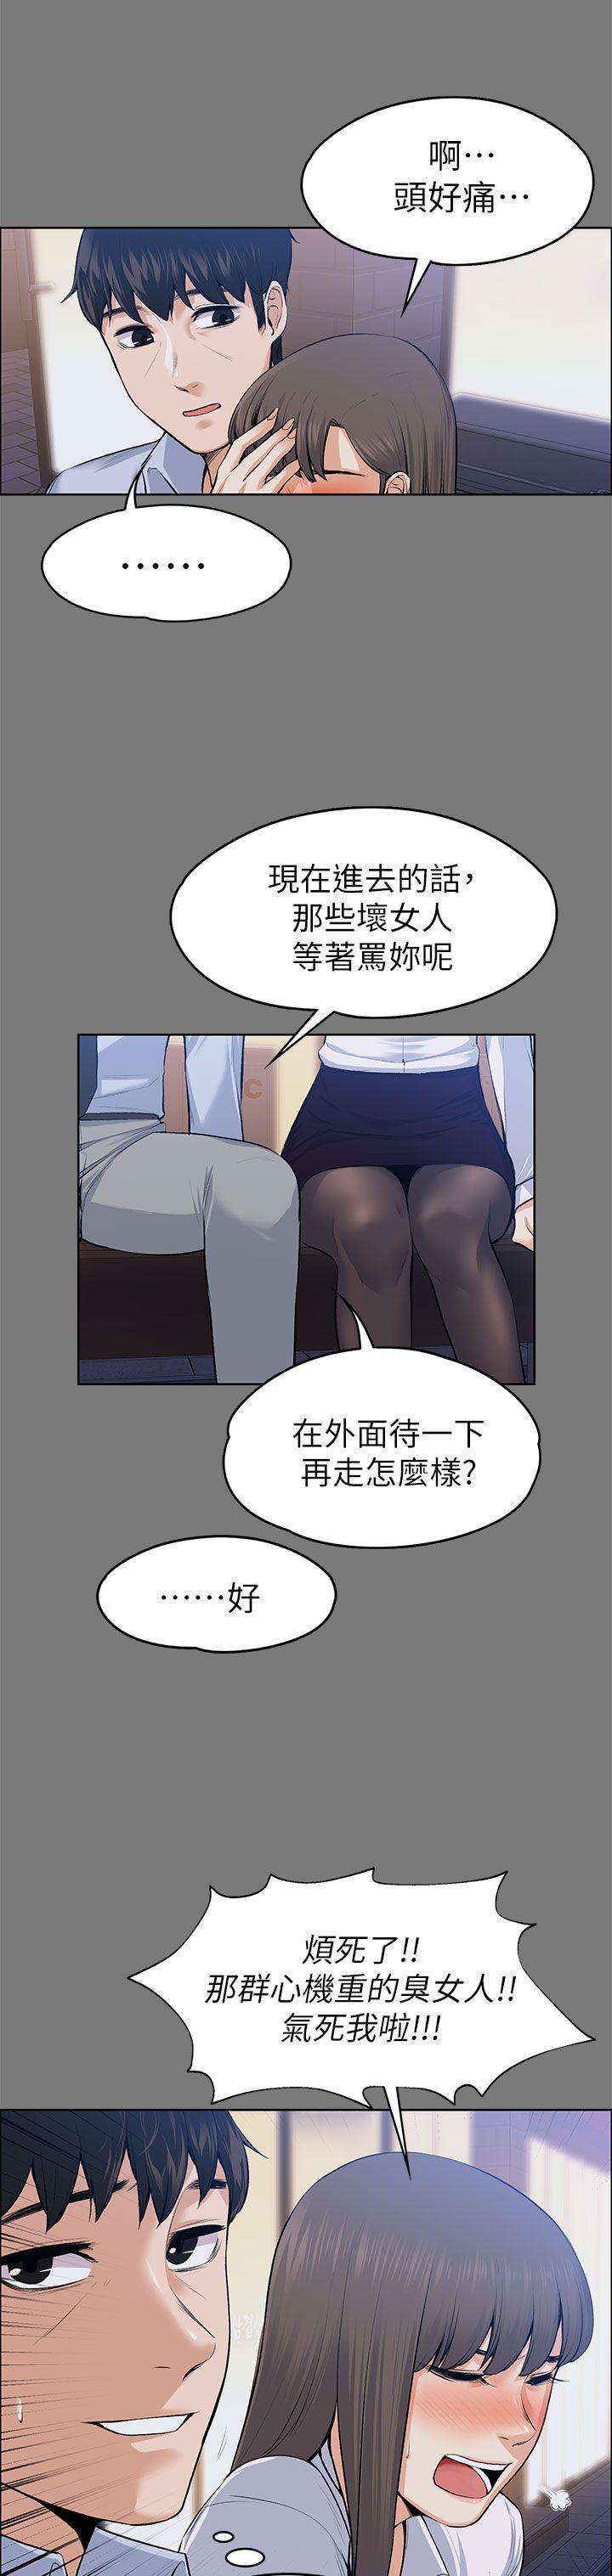 啊…
頭好痛…
……
現在進去的話，
那些壞女人
等著罵妳呢
C
在外面待一下
再走怎麼樣?
……好
煩死了!!
那群心機重的臭女人!!
氣死我啦!!!